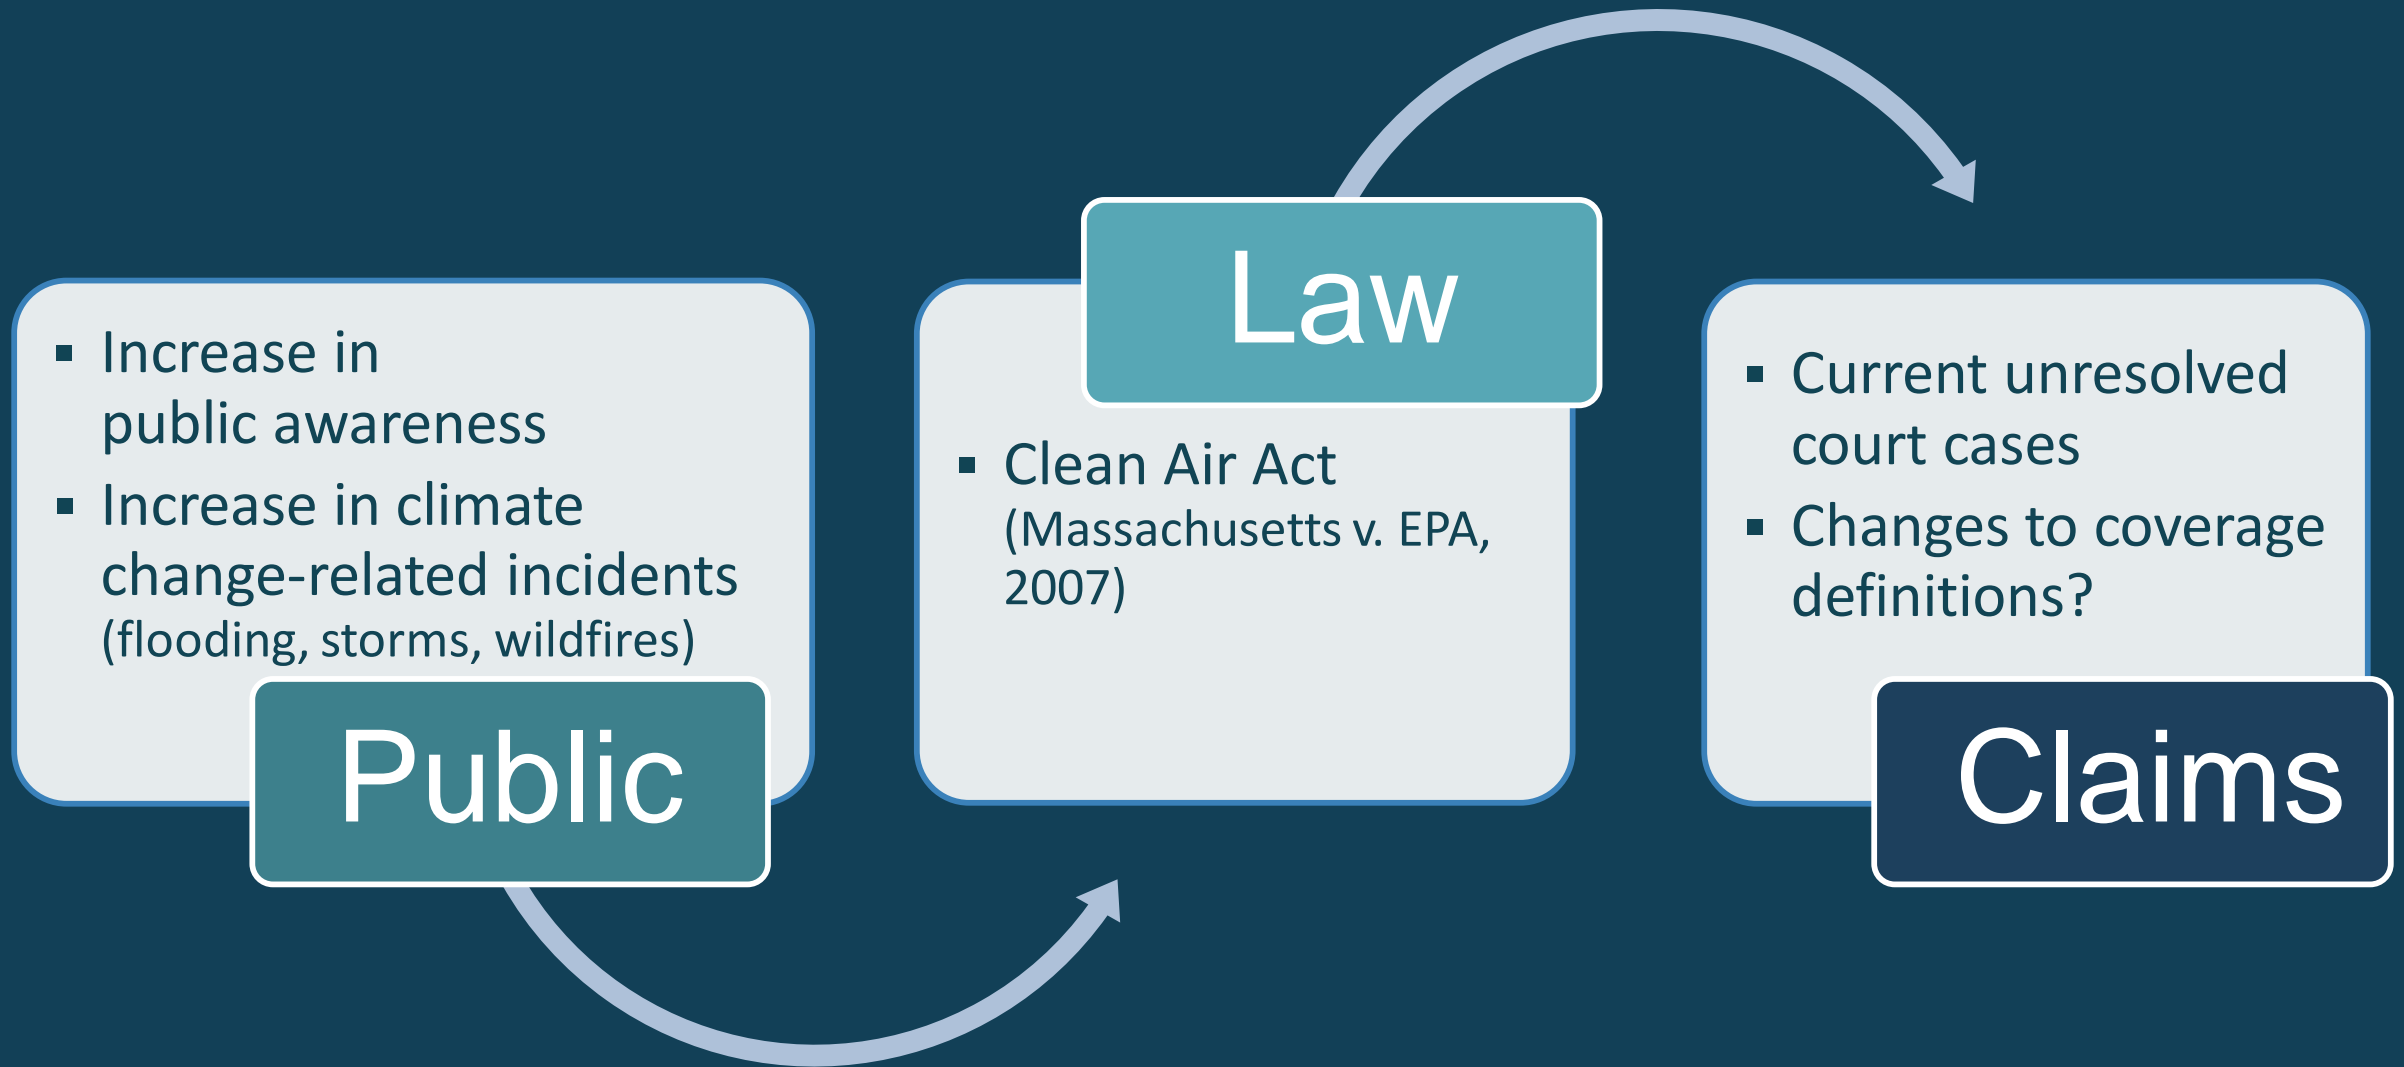 ▪ Increase in
public awareness
▪ Increase in climate
change-related incidents
(flooding, storms, wildfires)
Public
Law
▪ Clean Air Act
(Massachusetts v. EPA,
2007)
▪ Current unresolved
court cases
▪ Changes to coverage
definitions?
Claims